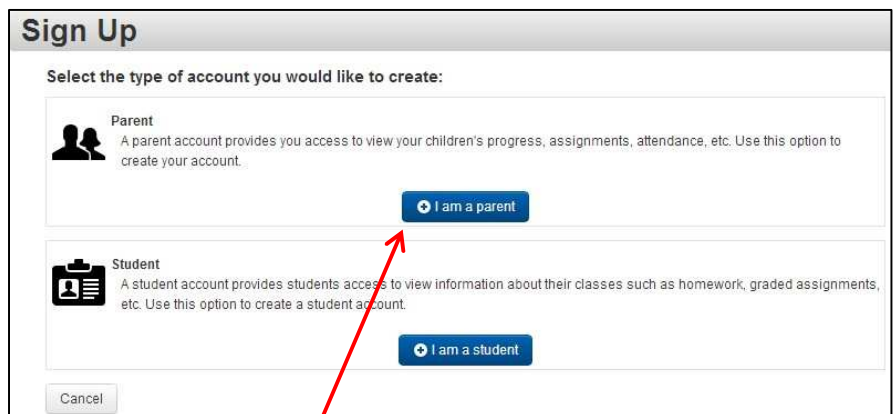 Sign Up
Select the type of account you would like to create:
Parent
A parent account provides you access to view your children's progress, assignments, attendance, etc. Use this option to
create your account.
I am a parent
Student
A student account provides students access to view information about their classes such as homework, graded assignments,
etc. Use this option to create a student account.
I am a student
Cancel